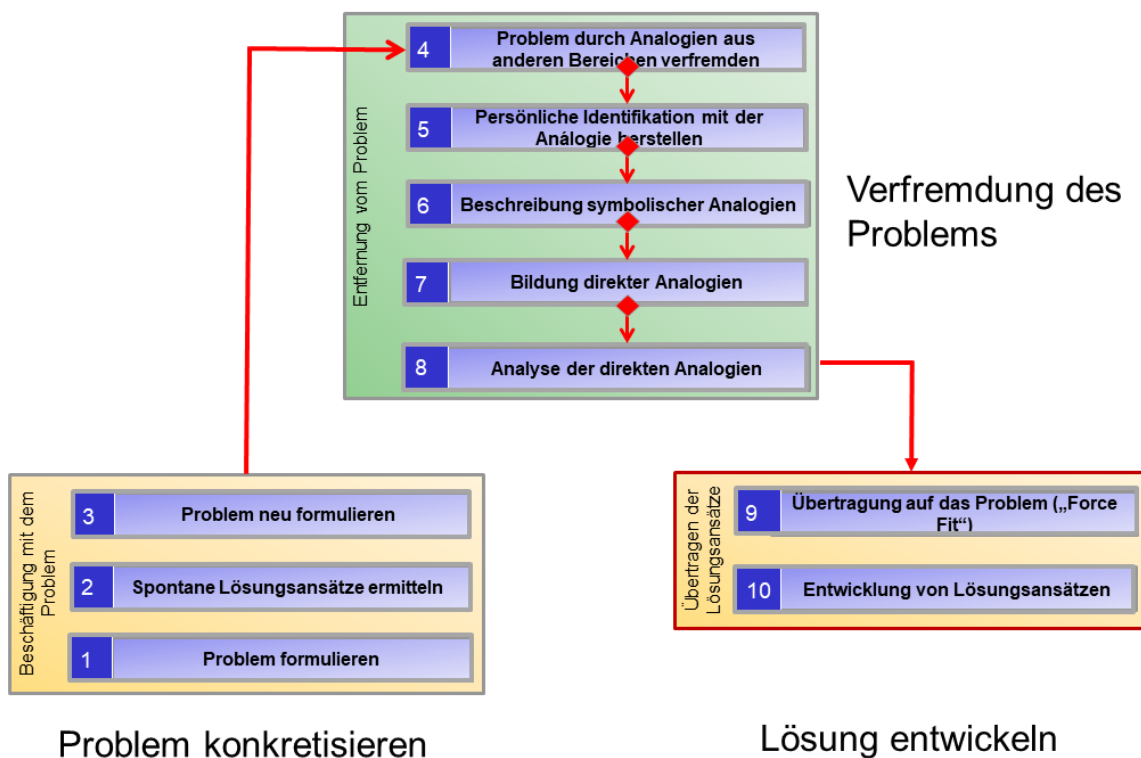 4
Problem durch Analogien aus
anderen Bereichen verfremden
5
Persönliche Identifikation mit der
Análogie herstellen
6
Beschreibung symbolischer Analogien
7
Bildung direkter Analogien
8
Analyse der direkten Analogien
Entfernung vom Problem
Verfremdung des
Problems
Beschäftigung mit dem
Problem
3
Problem neu formulieren
2
Spontane Lösungsansätze ermitteln
1
Problem formulieren
Problem konkretisieren
Übertragen der
Lösungsansätze
9
Übertragung auf das Problem („Force
Fit“)
10
Entwicklung von Lösungsansätzen
Lösung entwickeln